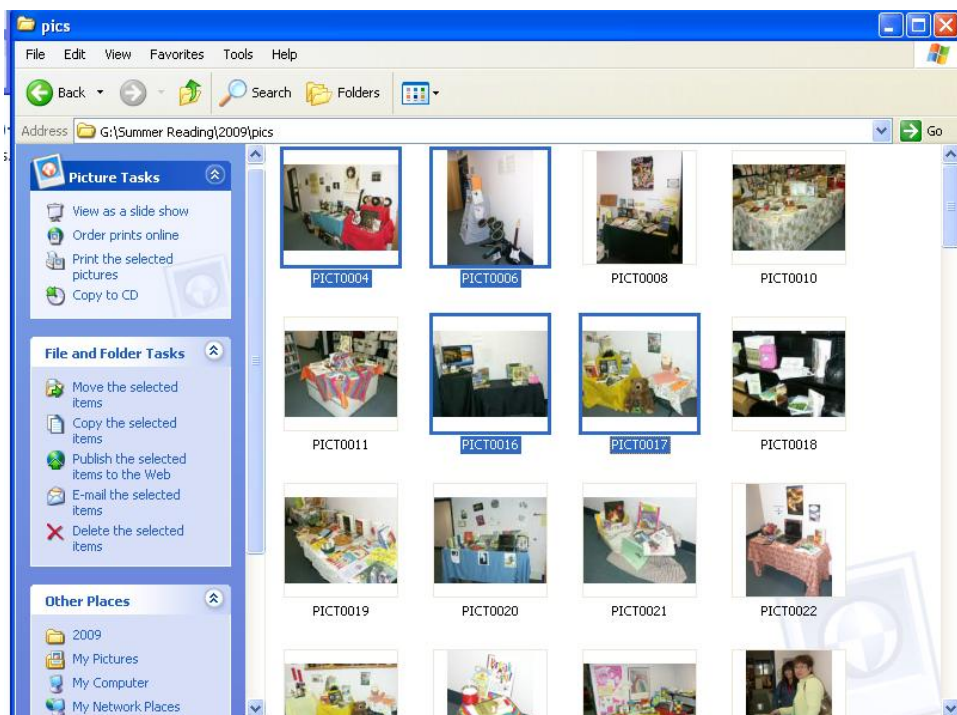 pics
File Edit View Favorites Tools Help
Back Search Folders
Address G:\Summer Reading\2009\pics Go
Picture Tasks
View as a slide show
Order prints online
Print the selected
pictures
Copy to CD
File and Folder Tasks
Move the selected
items
Copy the selected
items
Publish the selected
items to the Web
E-mail the selected
items
Delete the selected
items
Other Places
2009
My Pictures
My Computer
My Network Places
PICT0004 PICT0006 PICT0008 PICT0010
PICT0011 PICT0016 PICT0017 PICT0018
PICT0019 PICT0020 PICT0021 PICT0022